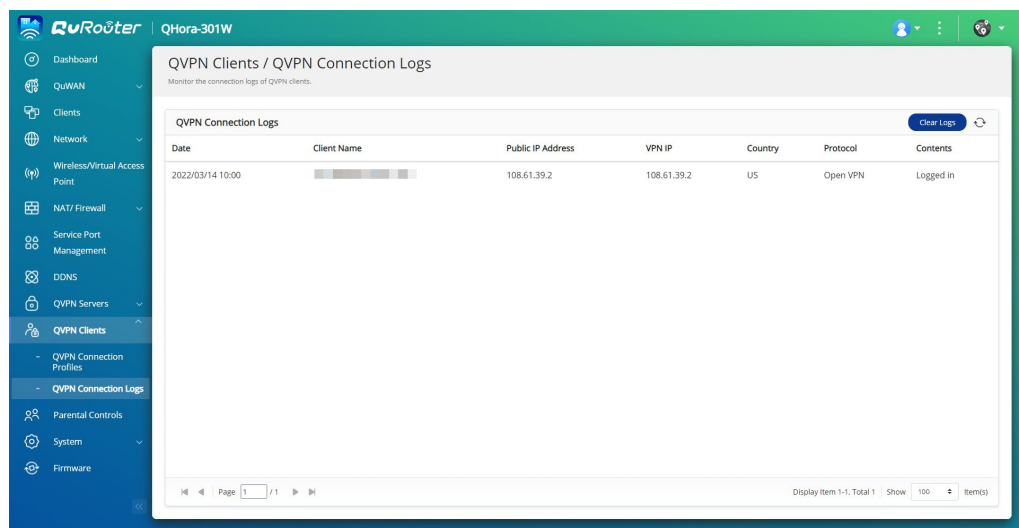 QuRouter QHora-301W
Dashboard
QuWAN
Clients
Network
Wireless/Virtual Access
Point
NAT/ Firewall
Service Port
Management
DDNS
QVPN Servers
QVPN Clients
- QVPN Connection
Profiles
- QVPN Connection Logs
Parental Controls
System
Firmware
QVPN Clients / QVPN Connection Logs
Monitor the connection logs of QVPN clients.
QVPN Connection Logs Clear Logs
Date Client Name Public IP Address VPN IP Country Protocol Contents
2022/03/14 10:00 108.61.39.2 108.61.39.2 US Open VPN Logged in
Page 1 / 1 Display item 1-1, Total 1 Show 100 Item(s)